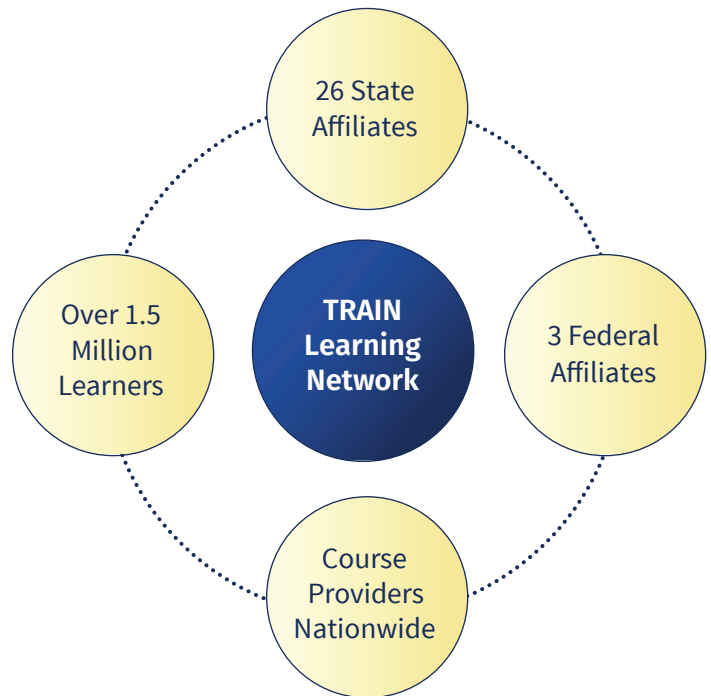 26 State
Affiliates
Over 1.5
Million
Learners
TRAIN
Learning
Network
3 Federal
Affiliates
Course
Providers
Nationwide